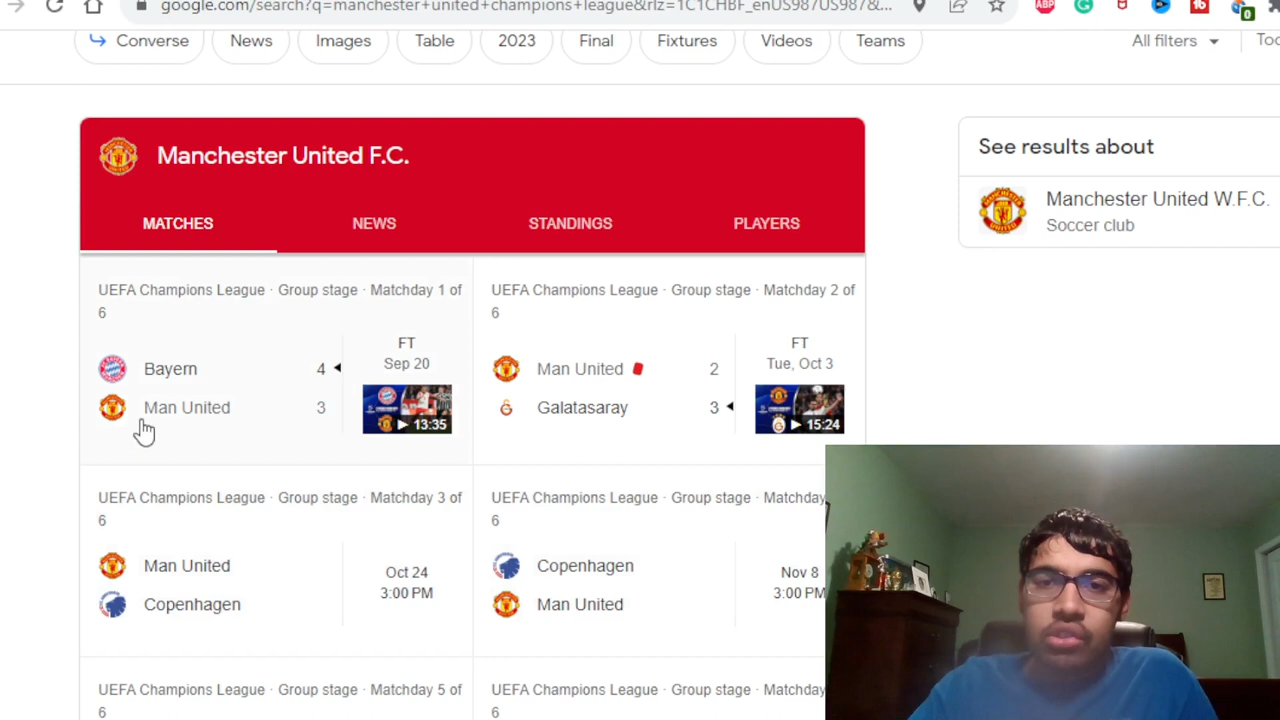 google.com/search?q=manchester+united+champions+league&rlz=1C1CHBF_enUS987US987&...
ABP
16
0
Converse
News
Images
Table
2023
Final
Fixtures
Videos
Teams
All filters
Too
Manchester United F.C.
MATCHES
NEWS
STANDINGS
PLAYERS
See results about
Manchester United W.F.C.
Soccer club
UEFA Champions League · Group stage · Matchday 1 of
6
Bayern 4
Man United 3
FT
Sep 20
13:35
UEFA Champions League · Group stage · Matchday 2 of
6
Man United 2
Galatasaray 3
FT
Tue, Oct 3
15:24
UEFA Champions League · Group stage · Matchday 3 of
6
Man United
Copenhagen
Oct 24
3:00 PM
UEFA Champions League · Group stage · Matchday
6
Copenhagen
Man United
Nov 8
3:00 PM
UEFA Champions League · Group stage · Matchday 5 of
6
UEFA Champions League · Group stage · Matchday
6